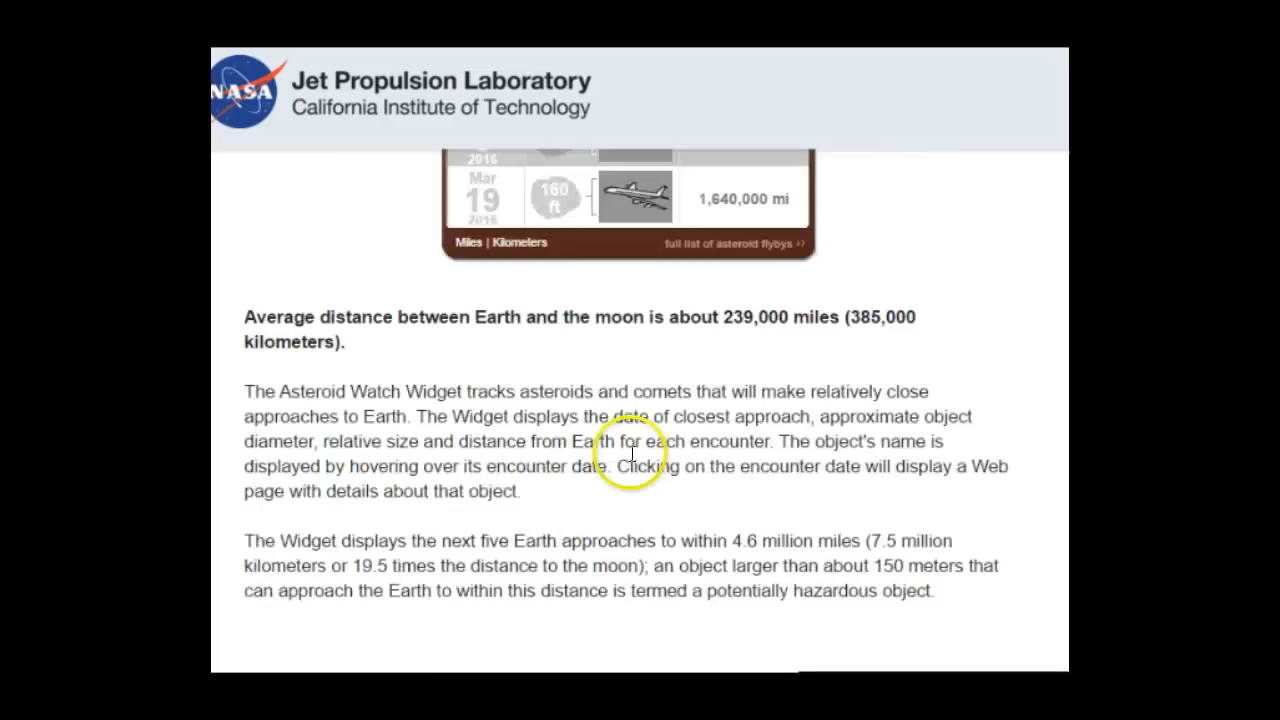 NASA
Jet Propulsion Laboratory
California Institute of Technology
2016
Mar
19
2016
160
ft
1,640,000 mi
Miles | Kilometers
full list of asteroid flybys ››
Average distance between Earth and the moon is about 239,000 miles (385,000
kilometers).
The Asteroid Watch Widget tracks asteroids and comets that will make relatively close
approaches to Earth. The Widget displays the date of closest approach, approximate object
diameter, relative size and distance from Earth for each encounter. The object's name is
displayed by hovering over its encounter date. Clicking on the encounter date will display a Web
page with details about that object.
The Widget displays the next five Earth approaches to within 4.6 million miles (7.5 million
kilometers or 19.5 times the distance to the moon); an object larger than about 150 meters that
can approach the Earth to within this distance is termed a potentially hazardous object.